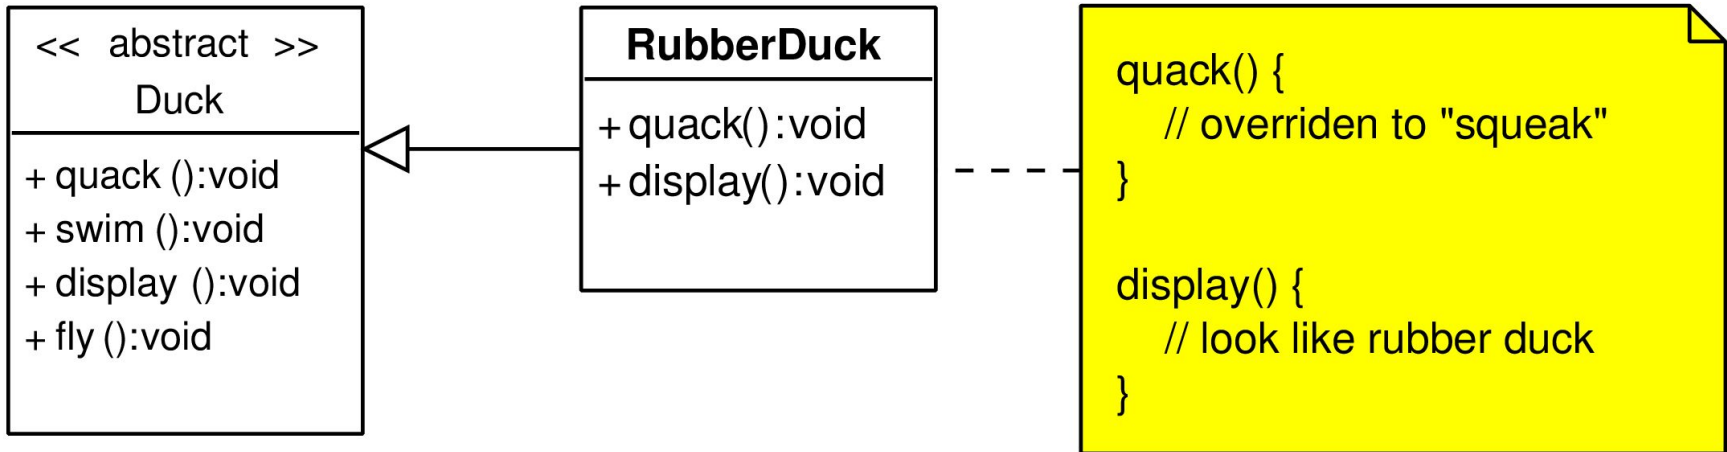 << abstract >>
Duck
+ quack ():void
+ swim ():void
+ display ():void
+ fly ():void
RubberDuck
+ quack():void
+ display():void
quack() {
// overriden to "squeak"
}
display() {
// look like rubber duck
}